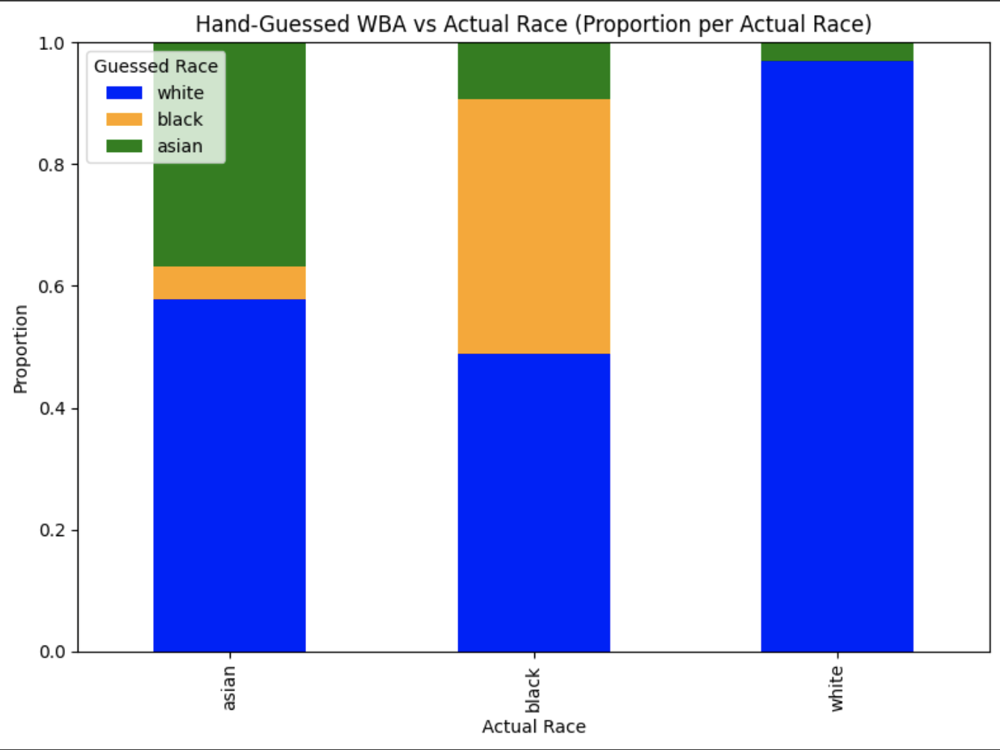 Hand-Guessed WBA vs Actual Race (Proportion per Actual Race)
1.0
Guessed Race
white
black
asian
0.8
0.6
Proportion
0.4
0.2
0.0
asian
black
white
Actual Race